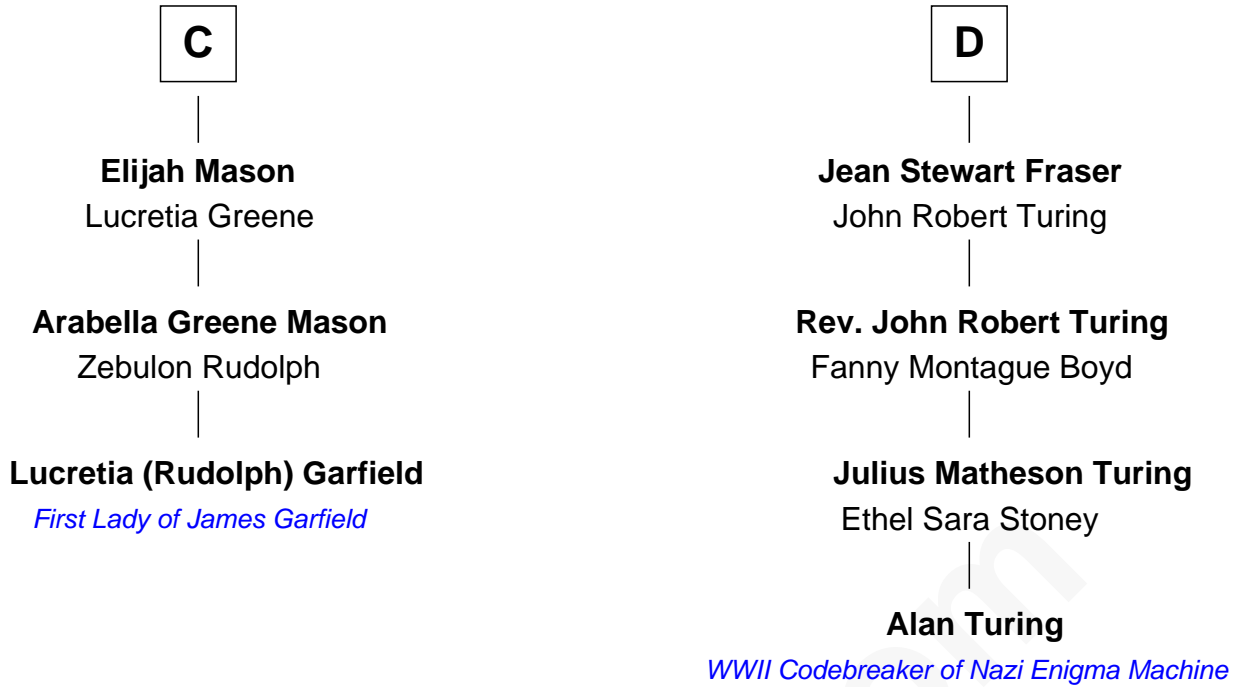 C
Elijah Mason
Lucretia Greene
Arabella Greene Mason
Zebulon Rudolph
Lucretia (Rudolph) Garfield
First Lady of James Garfield
D
Jean Stewart Fraser
John Robert Turing
Rev. John Robert Turing
Fanny Montague Boyd
Julius Matheson Turing
Ethel Sara Stoney
Alan Turing
WWII Codebreaker of Nazi Enigma Machine